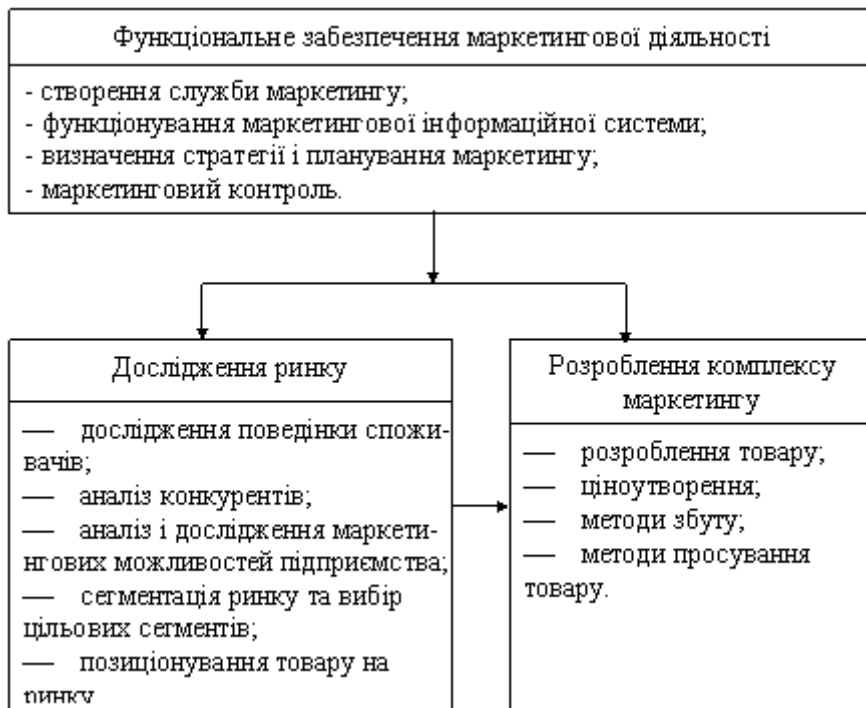 Функціональне забезпечення маркетингової діяльності
- створення служби маркетингу;
- функціонування маркетингової інформаційної системи;
- визначення стратегії і планування маркетингу;
- маркетинговий контроль.
Дослідження ринку
— дослідження поведінки спожи-
вачів;
— аналіз конкурентів;
— аналіз і дослідження маркети-
нгових можливостей підприємства;
— сегментація ринку та вибір
цільових сегментів;
— позиціонування товару на
ринку
Розроблення комплексу
маркетингу
— розроблення товару;
— ціноутворення;
— методи збуту;
— методи просування
товару.